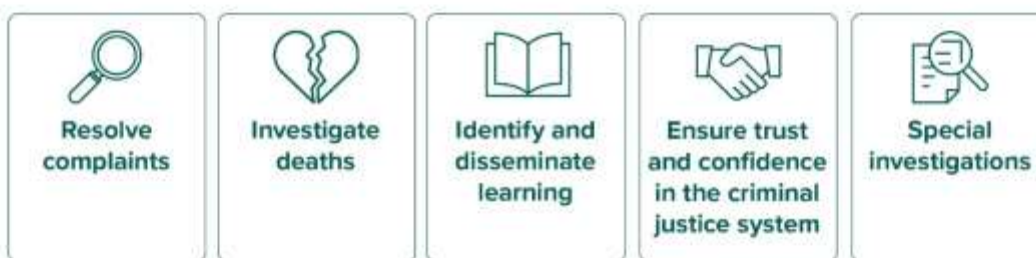 Resolve
complaints
Investigate
deaths
Identify and
disseminate
learning
Ensure trust
and confidence
in the criminal
justice system
Special
investigations